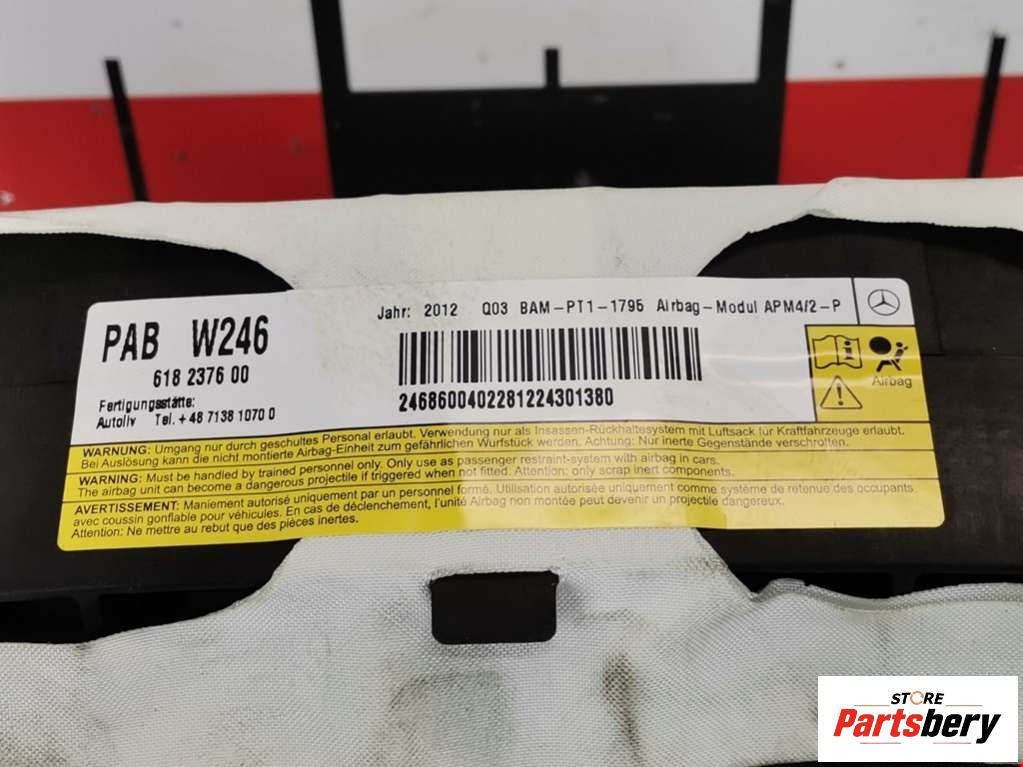 Jahr: 2012 Q03 BAM-PT1-1795 Airbag-Modul APM4/2-P
PAB W246
618 2376 00
Fertigungsstätte:
Autoliv Tel. +48 71381070 0
2468600402281224301380
Airbag
WARNUNG: Umgang nur durch geschultes Personal erlaubt. Verwendung nur als Insassen-Rückhaltesystem mit Luftsack für Kraftfahrzeuge erlaubt.
Bei Auslösung kann die nicht montierte Airbag-Einheit zum gefährlichen Wurfstück werden. Achtung: Nur inerte Gegenstände verschroffen.
WARNING: Must be handled by trained personnel only. Only use as passenger restraint-system with airbag in cars.
The airbag unit can become a dangerous projectile if triggered when not fitted. Attention: only scrap inert components.
AVERTISSEMENT: Maniement autorisé uniquement par un personnel formé. Utilisation autorisée uniquement comme système de retenue des occupants
avec coussin gonflable pour véhicules. En cas de déclenchement, l'unité Airbag non montée peut devenir un projectile dangereux.
Attention: Ne mettre au rebut que des pièces inertes.
STORE
Partsbery